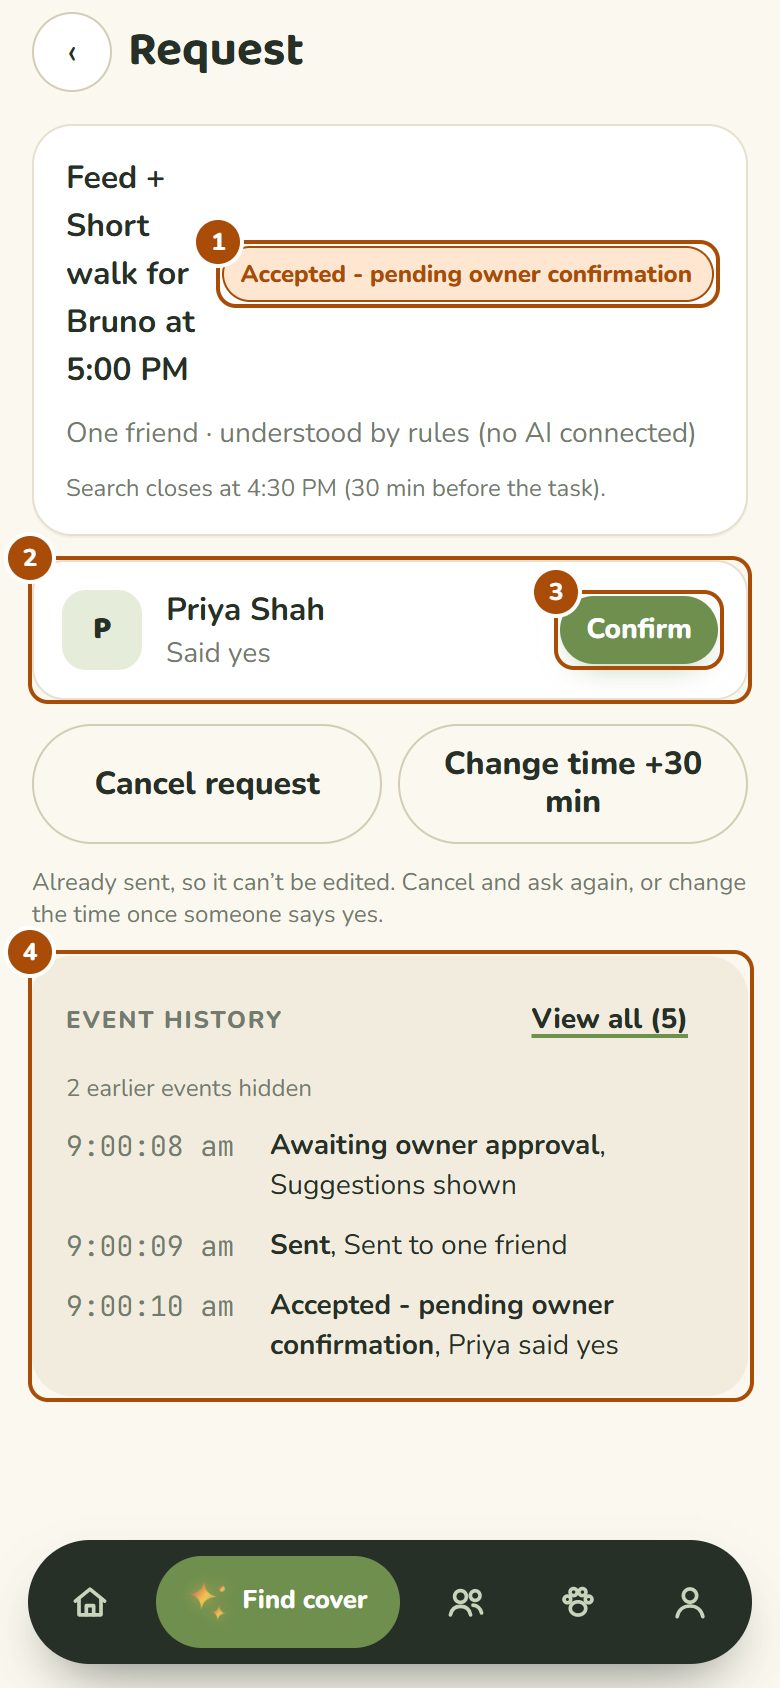 ‹ Request
Feed +
Short
walk for
Bruno at
5:00 PM
1
Accepted - pending owner confirmation
One friend · understood by rules (no AI connected)
Search closes at 4:30 PM (30 min before the task).
2
P
Priya Shah
Said yes
3
Confirm
Cancel request
Change time +30
min
Already sent, so it can’t be edited. Cancel and ask again, or change
the time once someone says yes.
4
EVENT HISTORY
View all (5)
2 earlier events hidden
9:00:08 am Awaiting owner approval,
Suggestions shown
9:00:09 am Sent, Sent to one friend
9:00:10 am Accepted - pending owner
confirmation, Priya said yes
Find cover